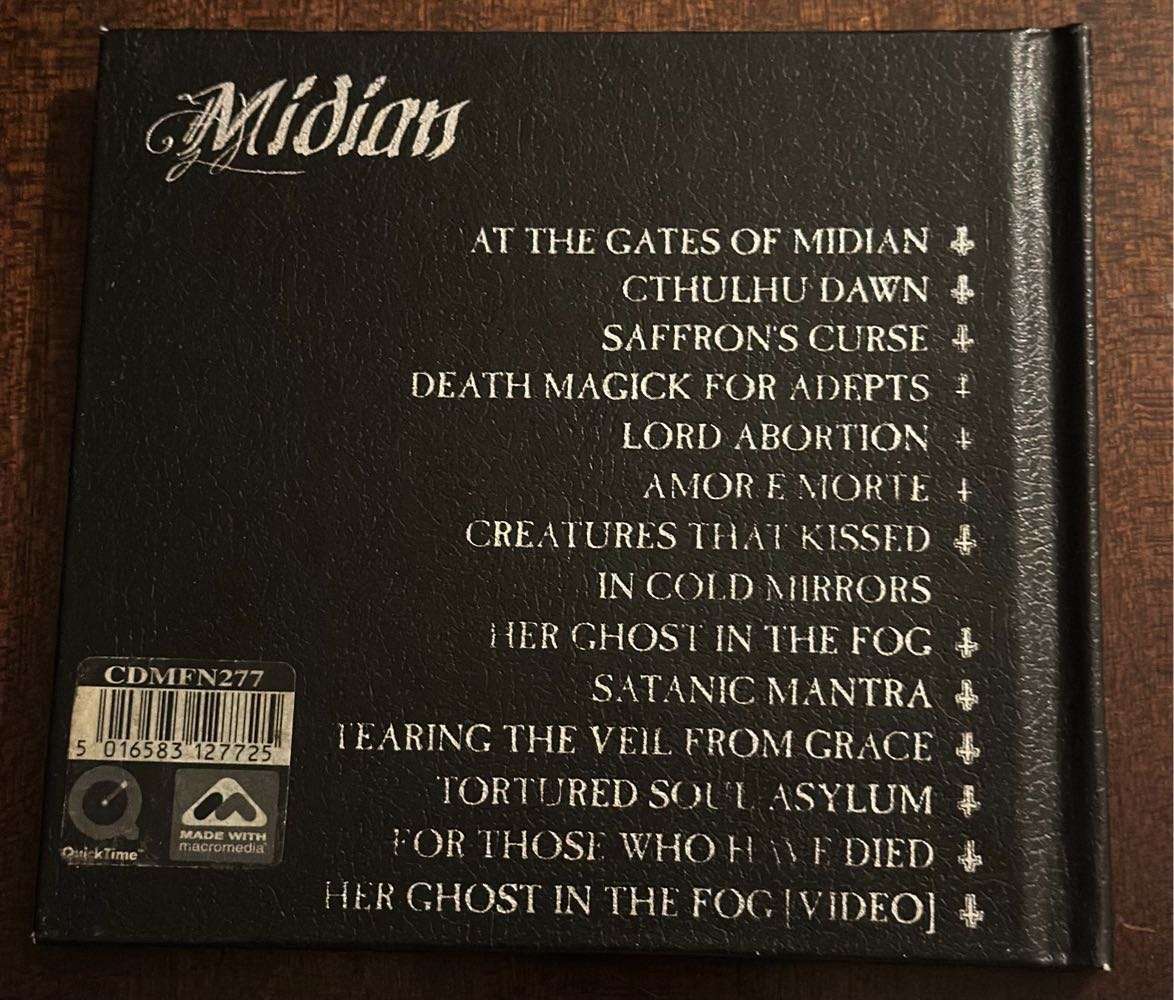 Midian
AT THE GATES OF MIDIAN
CTHULHU DAWN
SAFFRON'S CURSE
DEATH MAGICK FOR ADEPTS
LORD ABORTION
AMOR E MORTE
CREATURES THAT KISSED
IN COLD MIRRORS
HER GHOST IN THE FOG
SATANIC MANTRA
TEARING THE VEIL FROM GRACE
TORTURED SOUL ASYLUM
FOR THOSE WHO HAVE DIED
HER GHOST IN THE FOG [VIDEO]
CDMFN277
5 016583 127725
QuickTime™
MADE WITH
macromedia®